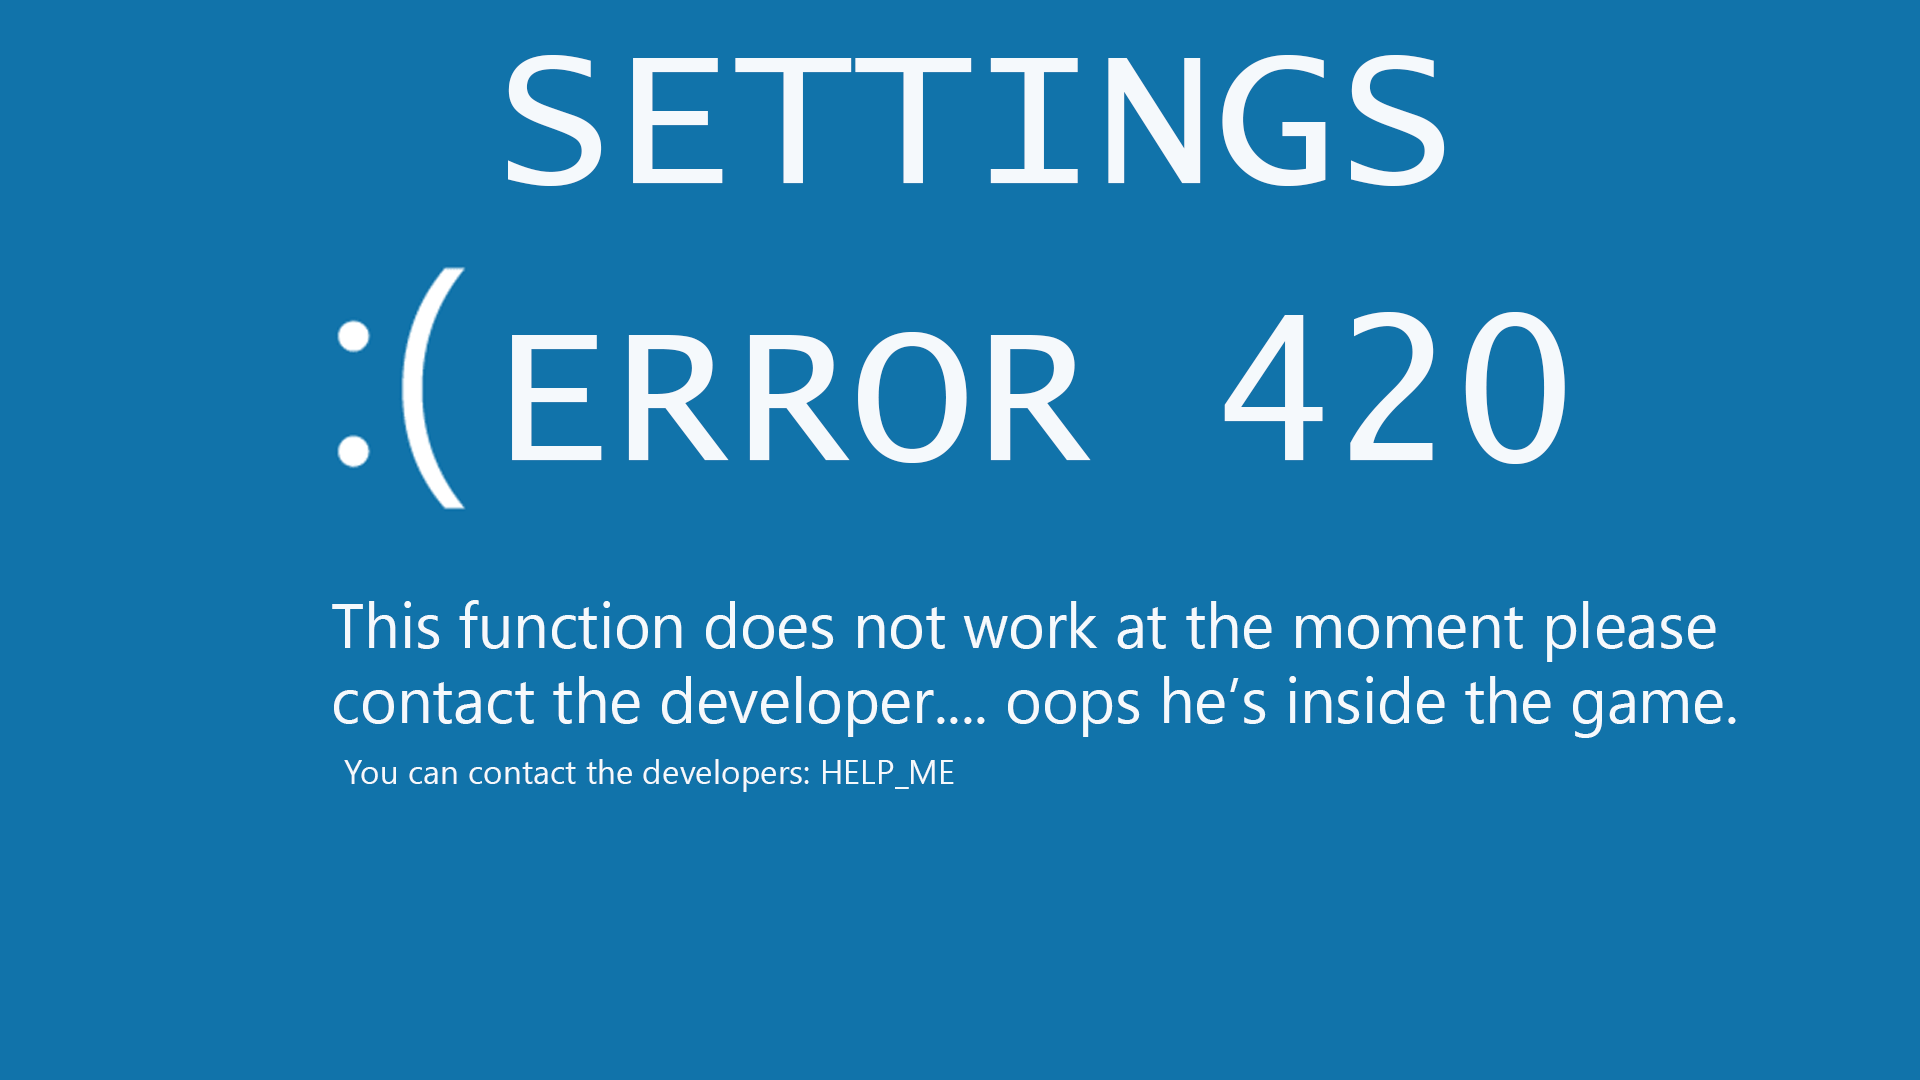 SETTINGS
:( ERROR 420
This function does not work at the moment please
contact the developer.... oops he’s inside the game.
You can contact the developers: HELP_ME